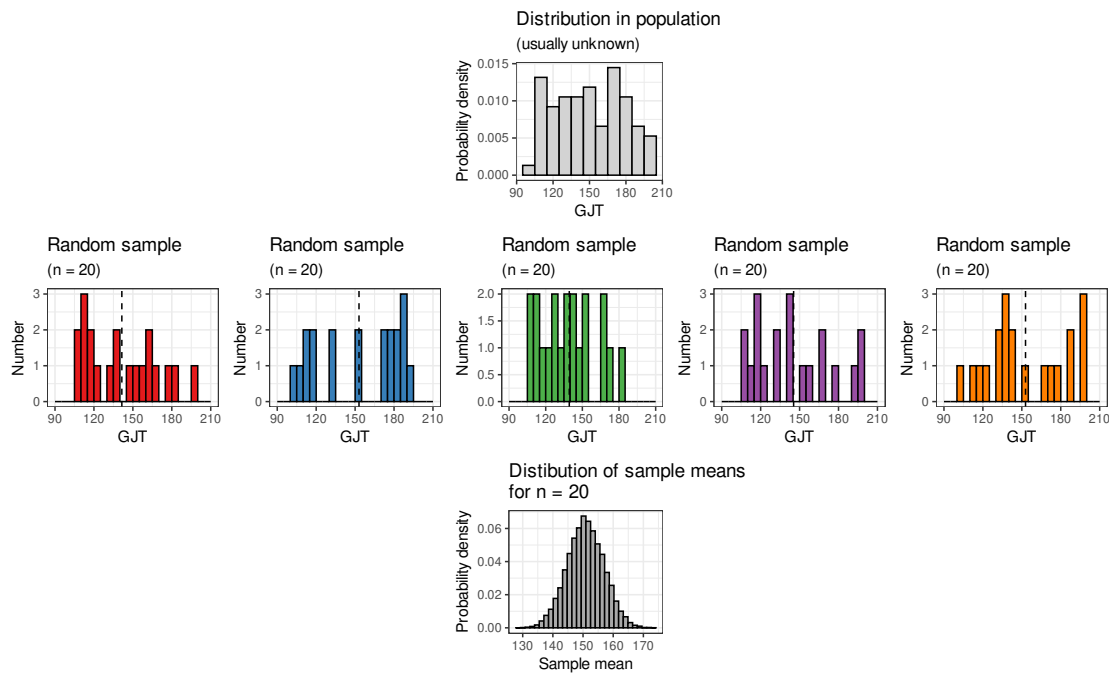 Distribution in population
(usually unknown)
Probability density
0.015
0.010
0.005
0.000
90 120 150 180 210
GJT
Random sample
(n = 20)
Number
3
2
1
0
90 120 150 180 210
GJT
Random sample
(n = 20)
Number
3
2
1
0
90 120 150 180 210
GJT
Random sample
(n = 20)
Number
2.0
1.5
1.0
0.5
0.0
90 120 150 180 210
GJT
Random sample
(n = 20)
Number
3
2
1
0
90 120 150 180 210
GJT
Random sample
(n = 20)
Number
3
2
1
0
90 120 150 180 210
GJT
Distibution of sample means
for n = 20
Probability density
0.06
0.04
0.02
0.00
130 140 150 160 170
Sample mean